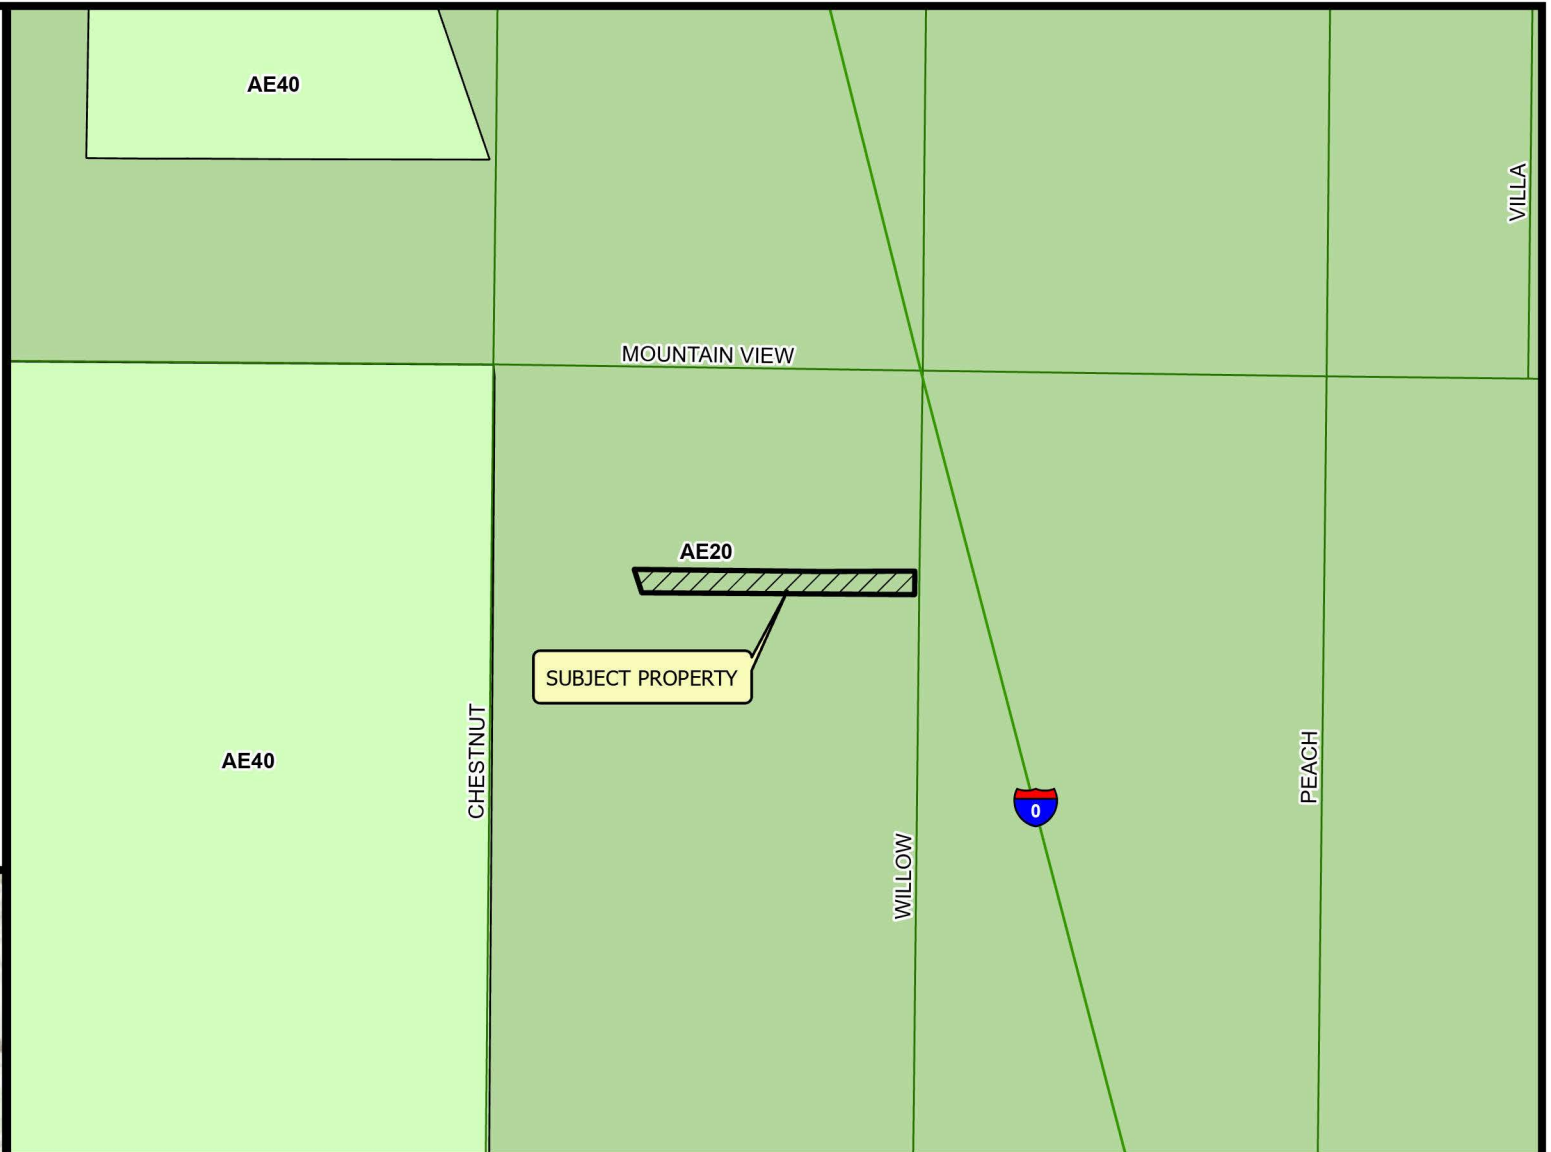 AE40
VILLA
MOUNTAIN VIEW
AE20
SUBJECT PROPERTY
CHESTNUT
AE40
PEACH
0
WILLOW